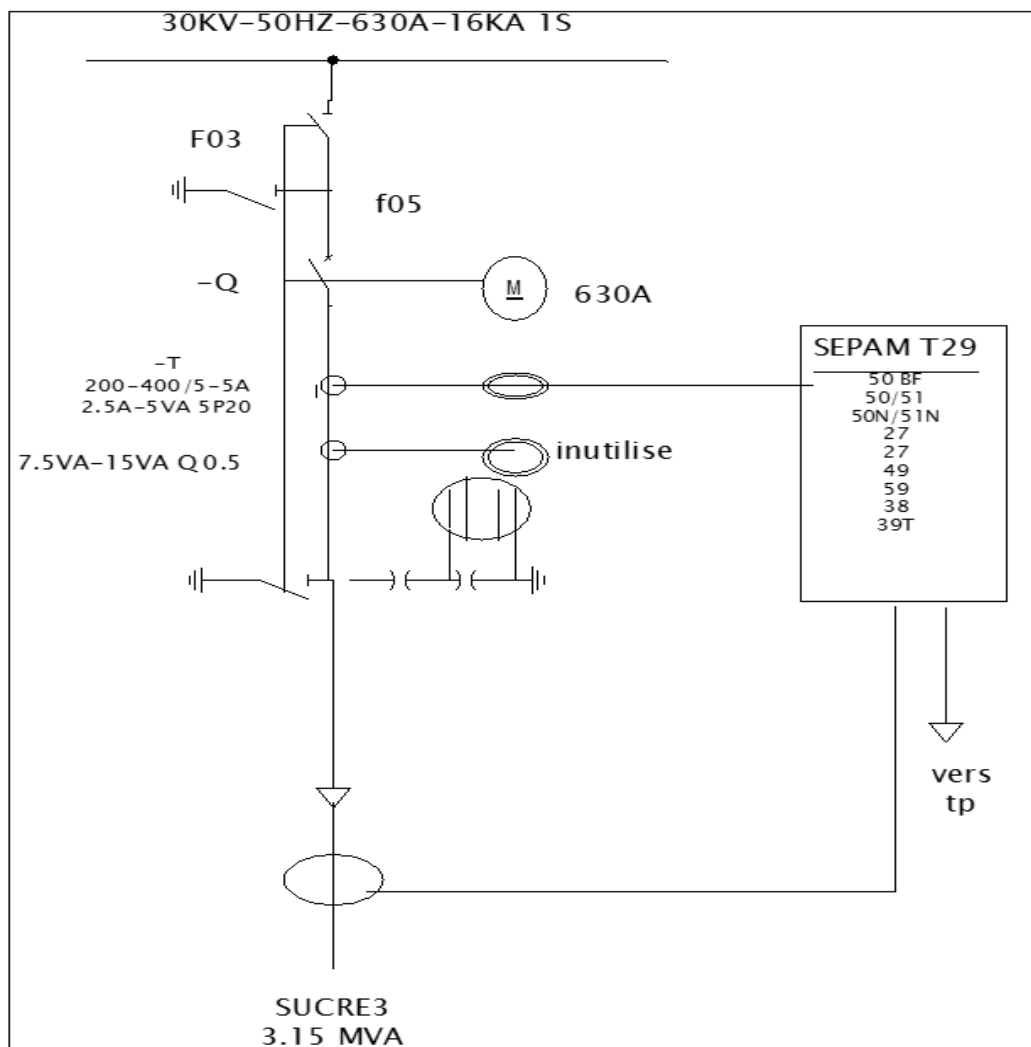 30KV-50HZ-630A-16KA 1S
F03
f05
-Q
M
630A
-T
200-400/5-5A
2.5A-5VA 5P20
7.5VA-15VA Q0.5
inutilise
SEPAM T29
50 BF
50/51
50N/51N
27
27
49
59
38
39T
vers
tp
SUCRE3
3.15 MVA